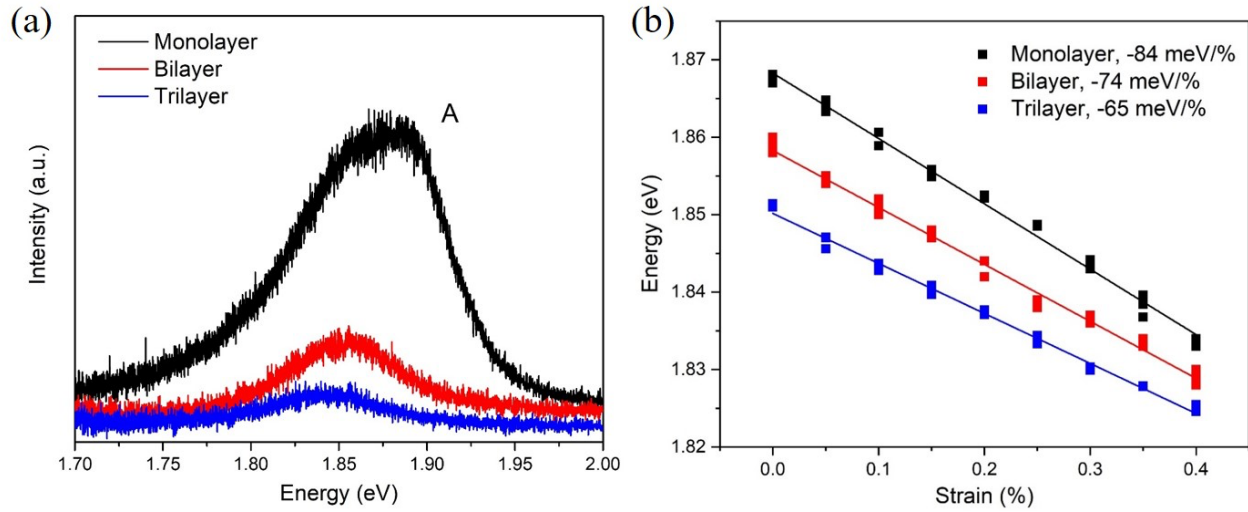 (a)
Monolayer
Bilayer
Trilayer
A
Intensity (a.u.)
1.70
1.75
1.80
1.85
1.90
1.95
2.00
Energy (eV)
(b)
Monolayer, -84 meV/%
Bilayer, -74 meV/%
Trilayer, -65 meV/%
Energy (eV)
1.87
1.86
1.85
1.84
1.83
1.82
0.0
0.1
0.2
0.3
0.4
Strain (%)